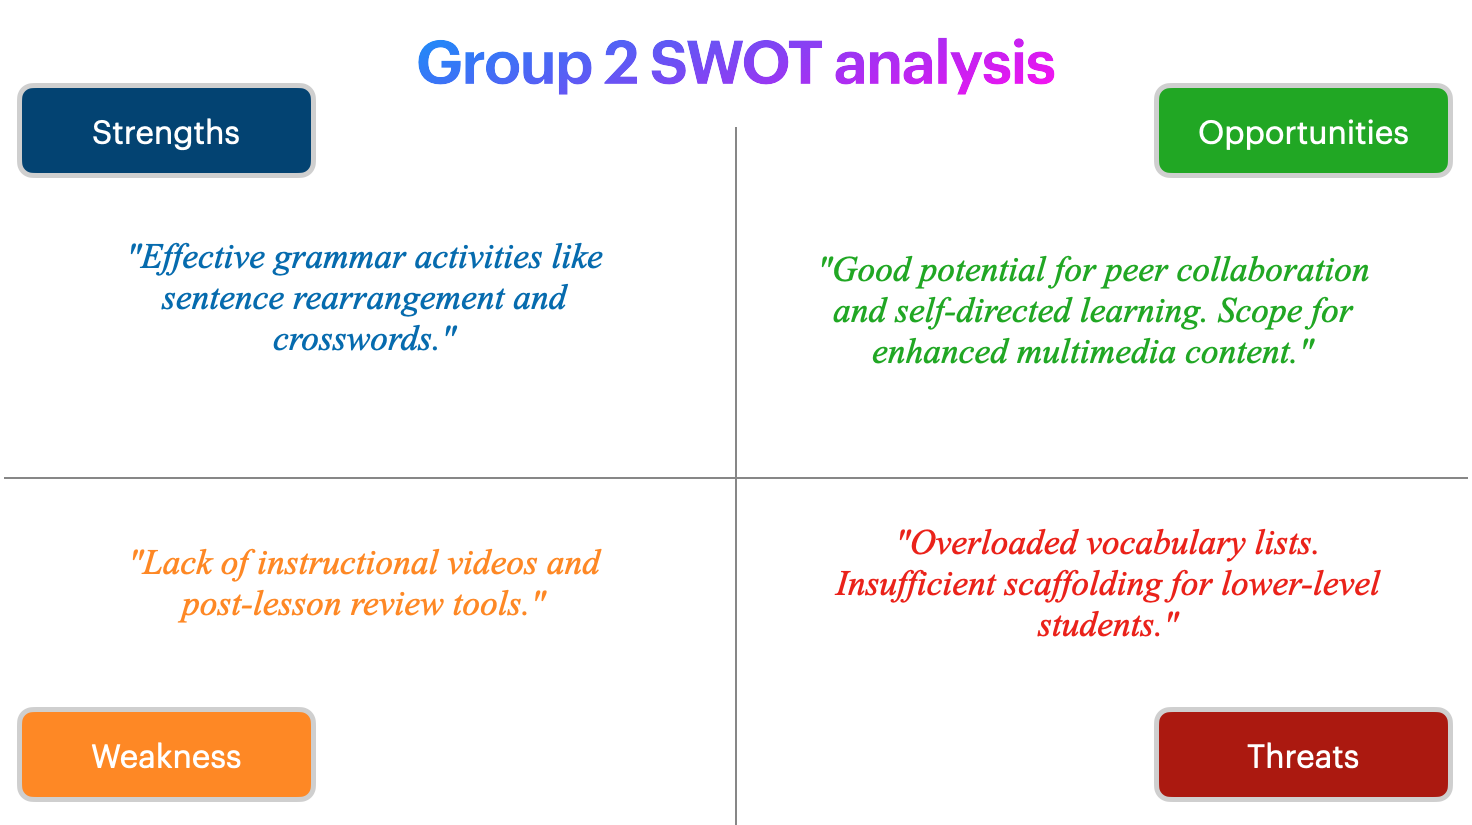 Group 2 SWOT analysis
Strengths
Opportunities
"Effective grammar activities like
sentence rearrangement and
crosswords."
"Good potential for peer collaboration
and self-directed learning. Scope for
enhanced multimedia content."
"Lack of instructional videos and
post-lesson review tools."
"Overloaded vocabulary lists.
Insufficient scaffolding for lower-level
students."
Weakness
Threats